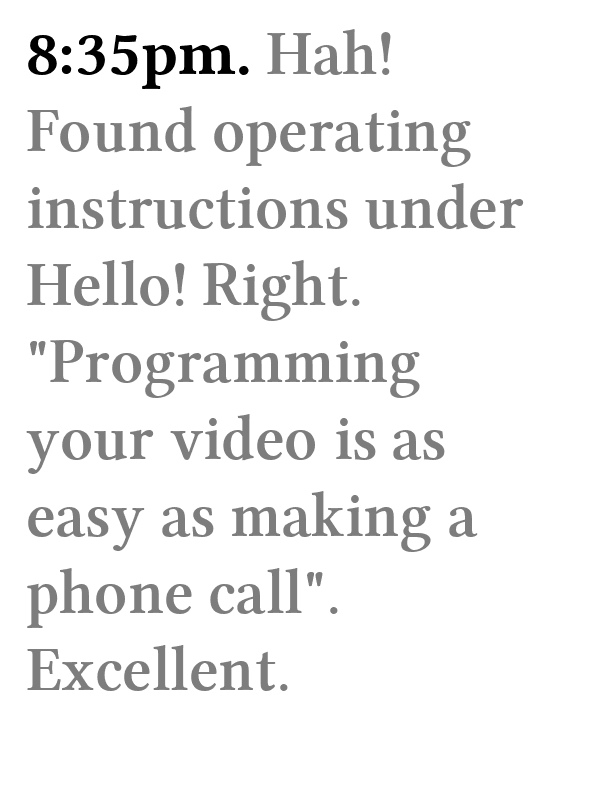 8:35pm. Hah!
Found operating
instructions under
Hello! Right.
"Programming
your video is as
easy as making a
phone call".
Excellent.